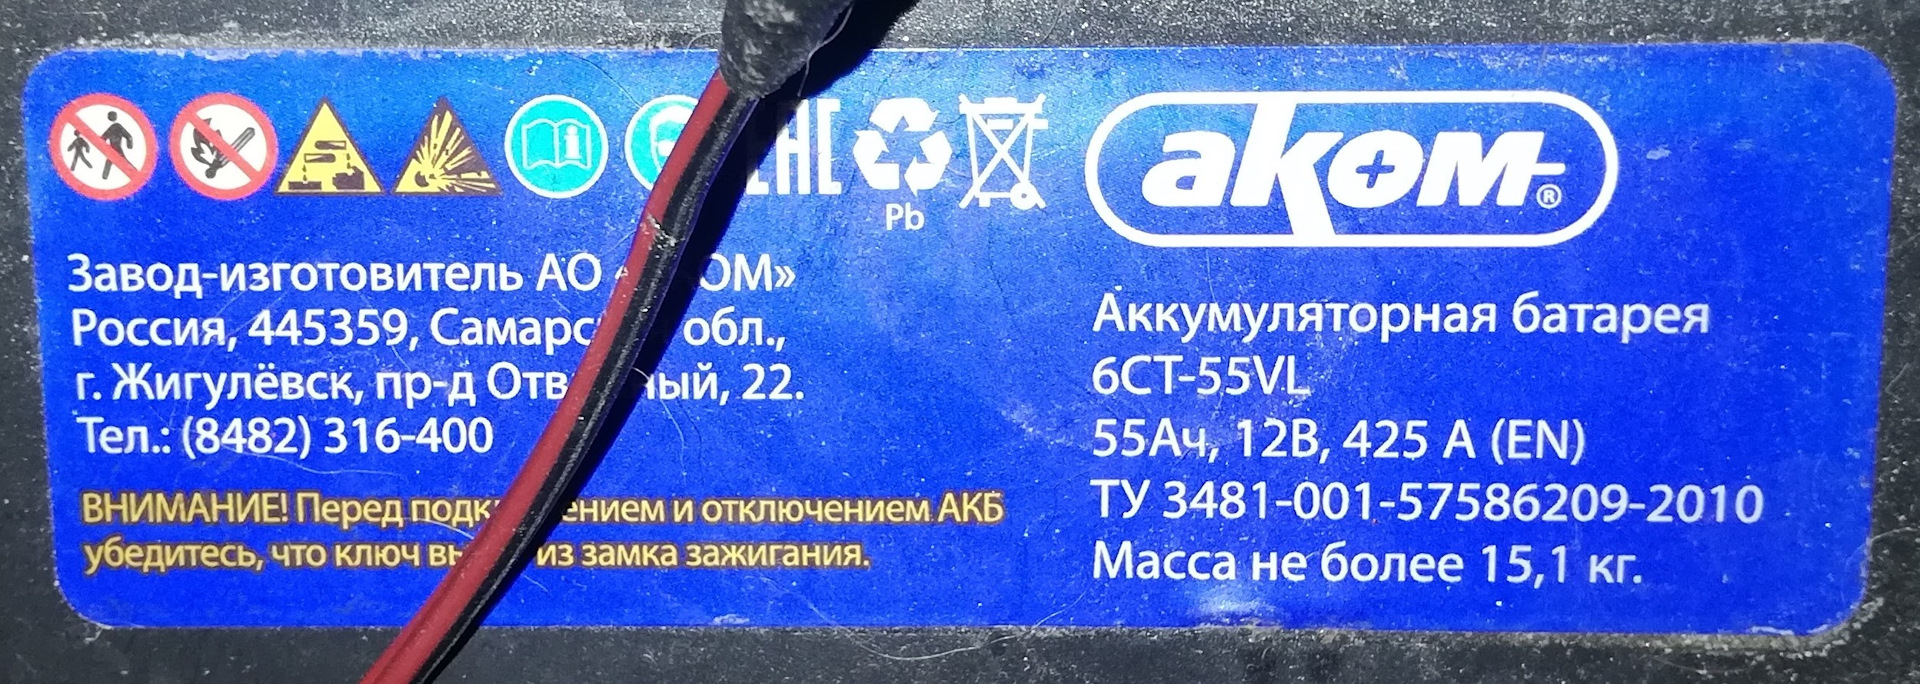 EAC
Pb
аком®
Завод-изготовитель АО
Россия, 445359, обл.,
г. Жигулёвск, пр-д 22.
Тел.: (8482) 316-400
ВНИМАНИЕ! Перед и отключением АКБ
убедитесь, что ключ из замка зажигания.
Аккумуляторная батарея
6СТ-55VL
55Ач, 12В, 425 А (EN)
ТУ 3481-001-57586209-2010
Масса не более 15,1 кг.